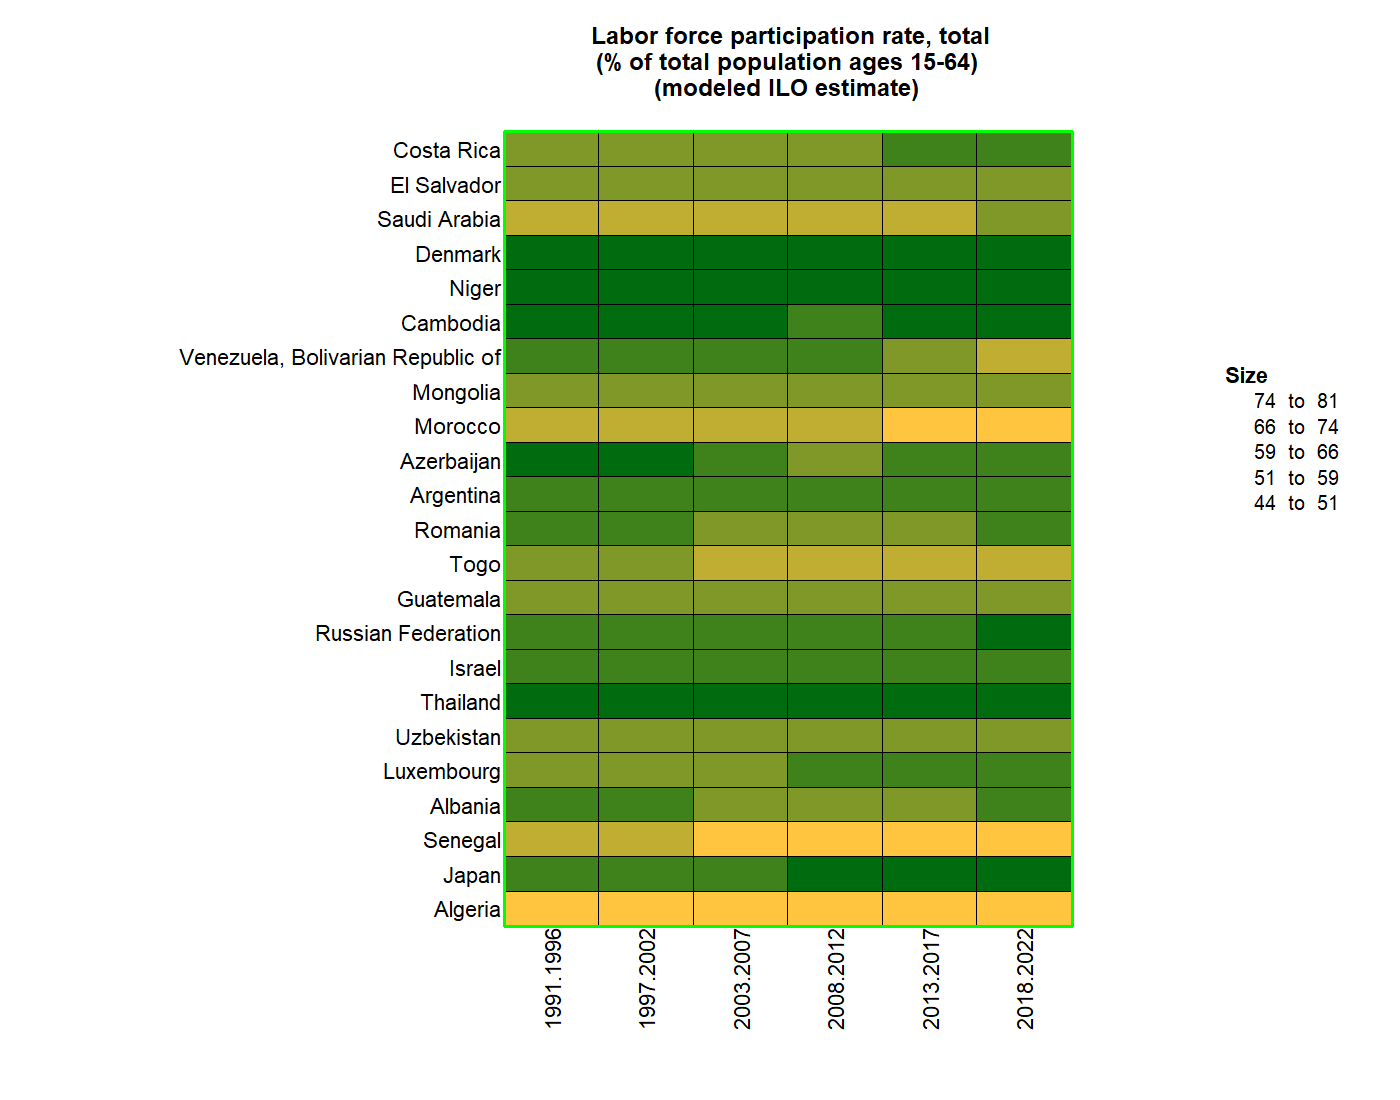 Labor force participation rate, total
(% of total population ages 15-64)
(modeled ILO estimate)
Costa Rica
El Salvador
Saudi Arabia
Denmark
Niger
Cambodia
Venezuela, Bolivarian Republic of
Mongolia
Morocco
Azerbaijan
Argentina
Romania
Togo
Guatemala
Russian Federation
Israel
Thailand
Uzbekistan
Luxembourg
Albania
Senegal
Japan
Algeria
1991.1996
1997.2002
2003.2007
2008.2012
2013.2017
2018.2022
Size
74 to 81
66 to 74
59 to 66
51 to 59
44 to 51